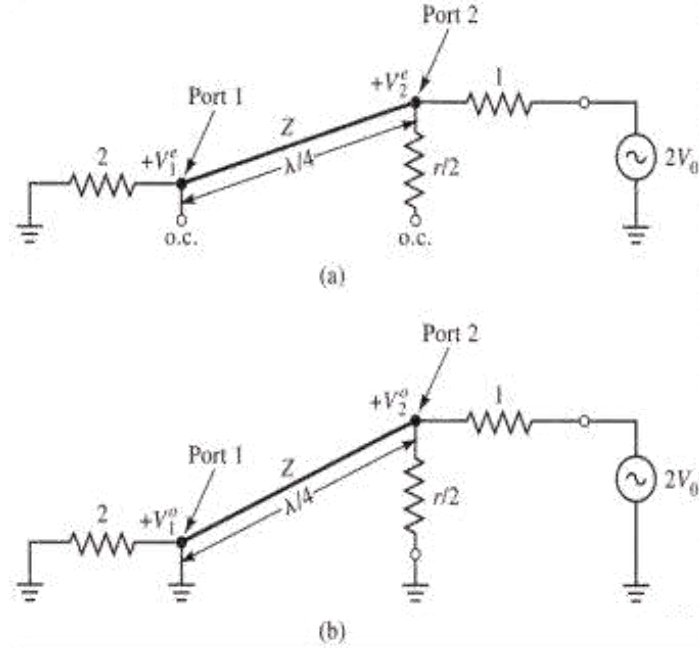 Port 2
+V₂ᵉ
1
Port 1
Z
2
+V₁ᵉ
λ/4
r/2
2V₀
o.c.
o.c.
(a)
Port 2
+V₂ᵒ
1
Port 1
Z
2
+V₁ᵒ
λ/4
r/2
2V₀
(b)